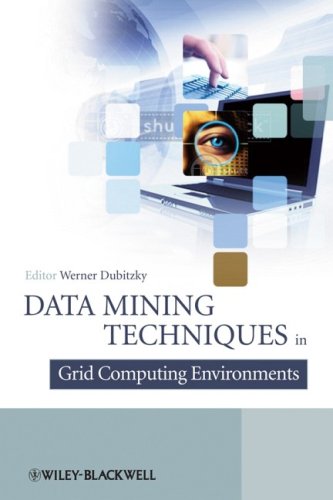 shu
Editor Werner Dubitzky
DATA MINING
TECHNIQUES in
Grid Computing Environments
WILEY-BLACKWELL